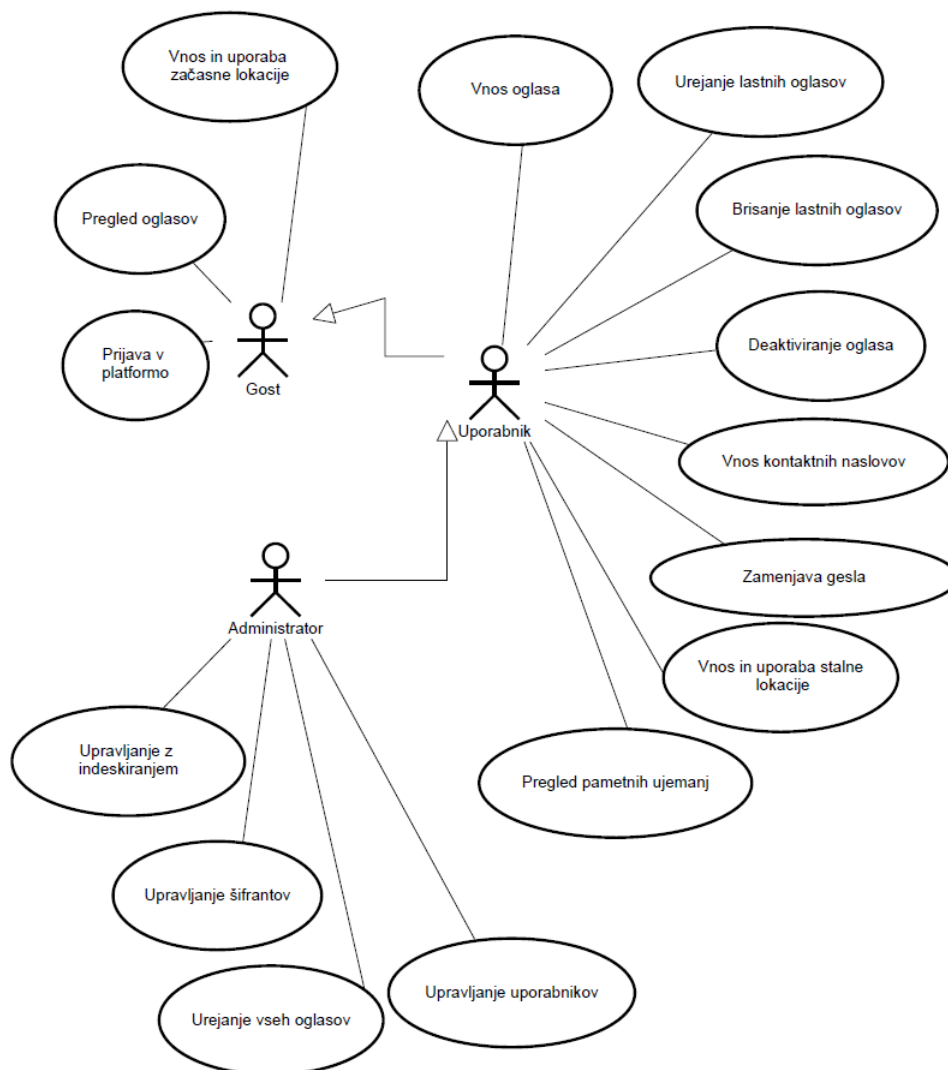 Vnos in uporaba
začasne lokacije
Vnos oglasa
Urejanje lastnih oglasov
Pregled oglasov
Brisanje lastnih oglasov
Prijava v
platformo
Gost
Deaktiviranje oglasa
Uporabnik
Vnos kontaktnih naslovov
Zamenjava gesla
Administrator
Vnos in uporaba stalne
lokacije
Upravljanje z
indeskiranjem
Pregled pametnih ujemanj
Upravljanje šifrantov
Upravljanje uporabnikov
Urejanje vseh oglasov